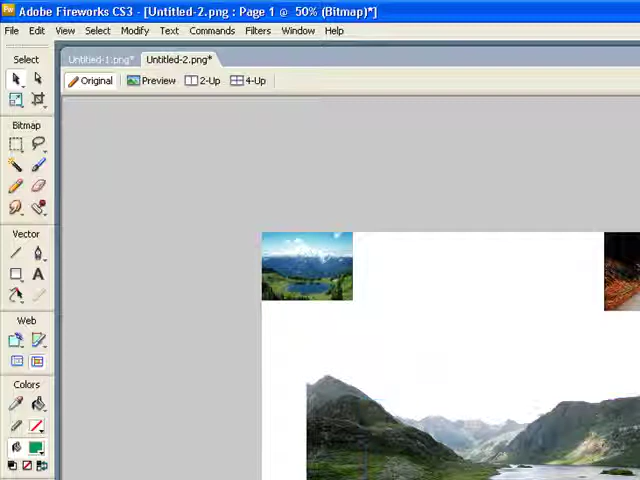 Adobe Fireworks CS3 - [Untitled-2.png : Page 1 @ 50% (Bitmap)*]
File Edit View Select Modify Text Commands Filters Window Help
Select
Untitled-1.png* Untitled-2.png*
Original Preview 2-Up 4-Up
Bitmap
Vector
Web
Colors